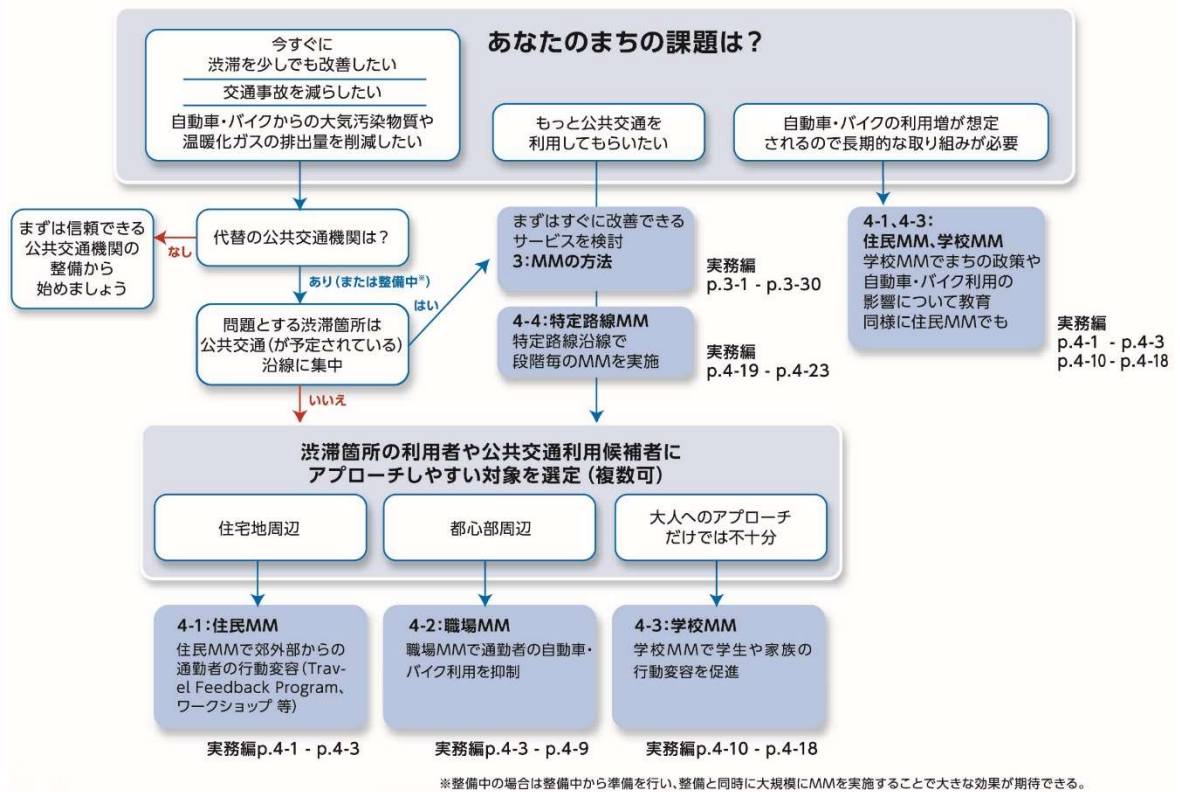 あなたのまちの課題は？
今すぐに
渋滞を少しでも改善したい
交通事故を減らしたい
自動車・バイクからの大気汚染物質や
温暖化ガスの排出量を削減したい
もっと公共交通を
利用してもらいたい
自動車・バイクの利用増が想定
されるので長期的な取り組みが必要
まずは信頼できる
公共交通機関の
整備から
始めましょう
なし
代替の公共交通機関は？
あり（または整備中※）
はい
問題とする渋滞箇所は
公共交通（が予定されている）
沿線に集中
いいえ
まずはすぐに改善できる
サービスを検討
3：MMの方法
実務編
p.3-1 - p.3-30
4-4：特定路線MM
特定路線沿線で
段階毎のMMを実施
実務編
p.4-19 - p.4-23
4-1、4-3：
住民MM、学校MM
学校MMでまちの政策や
自動車・バイク利用の
影響について教育
同様に住民MMでも
実務編
p.4-1 - p.4-3
p.4-10 - p.4-18
渋滞箇所の利用者や公共交通利用候補者に
アプローチしやすい対象を選定（複数可）
住宅地周辺
都心部周辺
大人へのアプローチ
だけでは不十分
4-1：住民MM
住民MMで郊外部からの
通勤者の行動変容（Trav-
el Feedback Program、
ワークショップ 等）
実務編p.4-1 - p.4-3
4-2：職場MM
職場MMで通勤者の自動車・
バイク利用を抑制
実務編p.4-3 - p.4-9
4-3：学校MM
学校MMで学生や家族の
行動変容を促進
実務編p.4-10 - p.4-18
※整備中の場合は整備中から準備を行い、整備と同時に大規模にMMを実施することで大きな効果が期待できる。